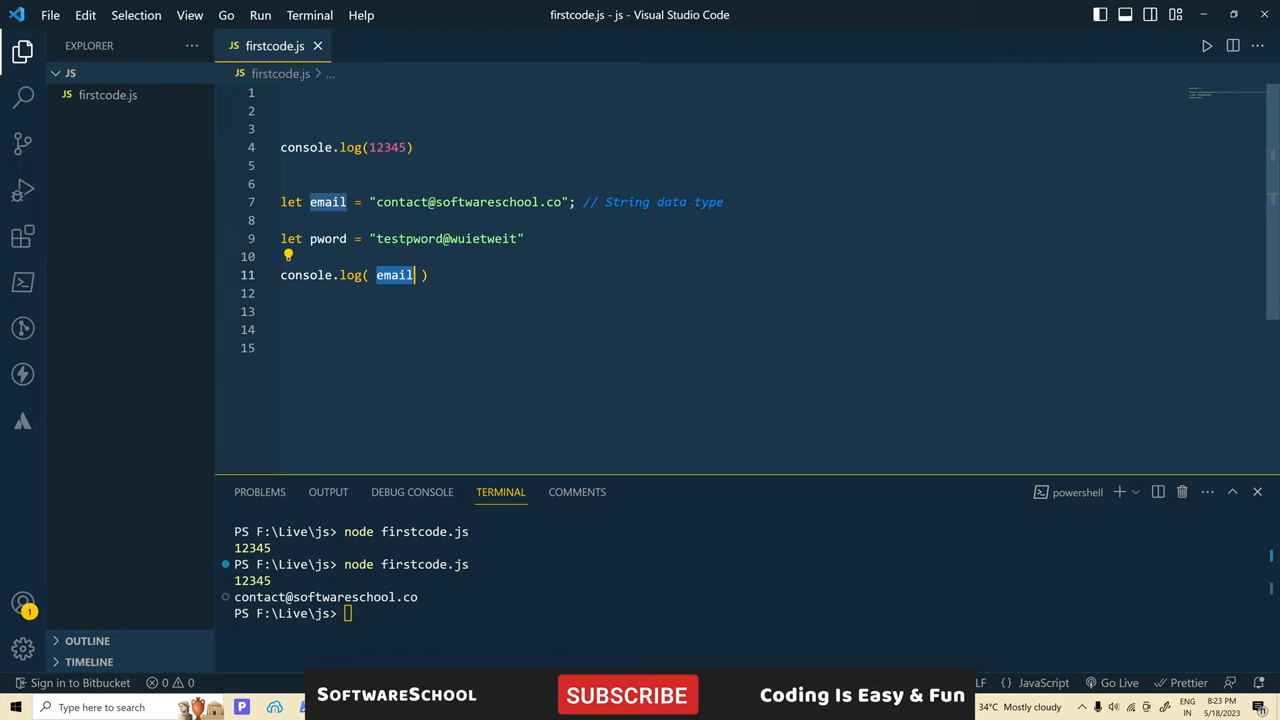 File Edit Selection View Go Run Terminal Help firstcode.js - js - Visual Studio Code
EXPLORER ··· JS firstcode.js
JS
firstcode.js
JS firstcode.js > ...
1
2
3
4 console.log(12345)
5
6
7 let email = "contact@softwareschool.co"; // String data type
8
9 let pword = "testpword@wuietweit"
10
11 console.log( email )
12
13
14
15
PROBLEMS OUTPUT DEBUG CONSOLE TERMINAL COMMENTS powershell
PS F:\Live\js> node firstcode.js
12345
PS F:\Live\js> node firstcode.js
12345
contact@softwareschool.co
PS F:\Live\js>
OUTLINE
TIMELINE
1
Sign in to Bitbucket 0 0 LF {} JavaScript Go Live Prettier
SOFTWARESCHOOL SUBSCRIBE Coding Is Easy & Fun
Type here to search P 34°C Mostly cloudy ENG IN 8:23 PM 5/18/2023